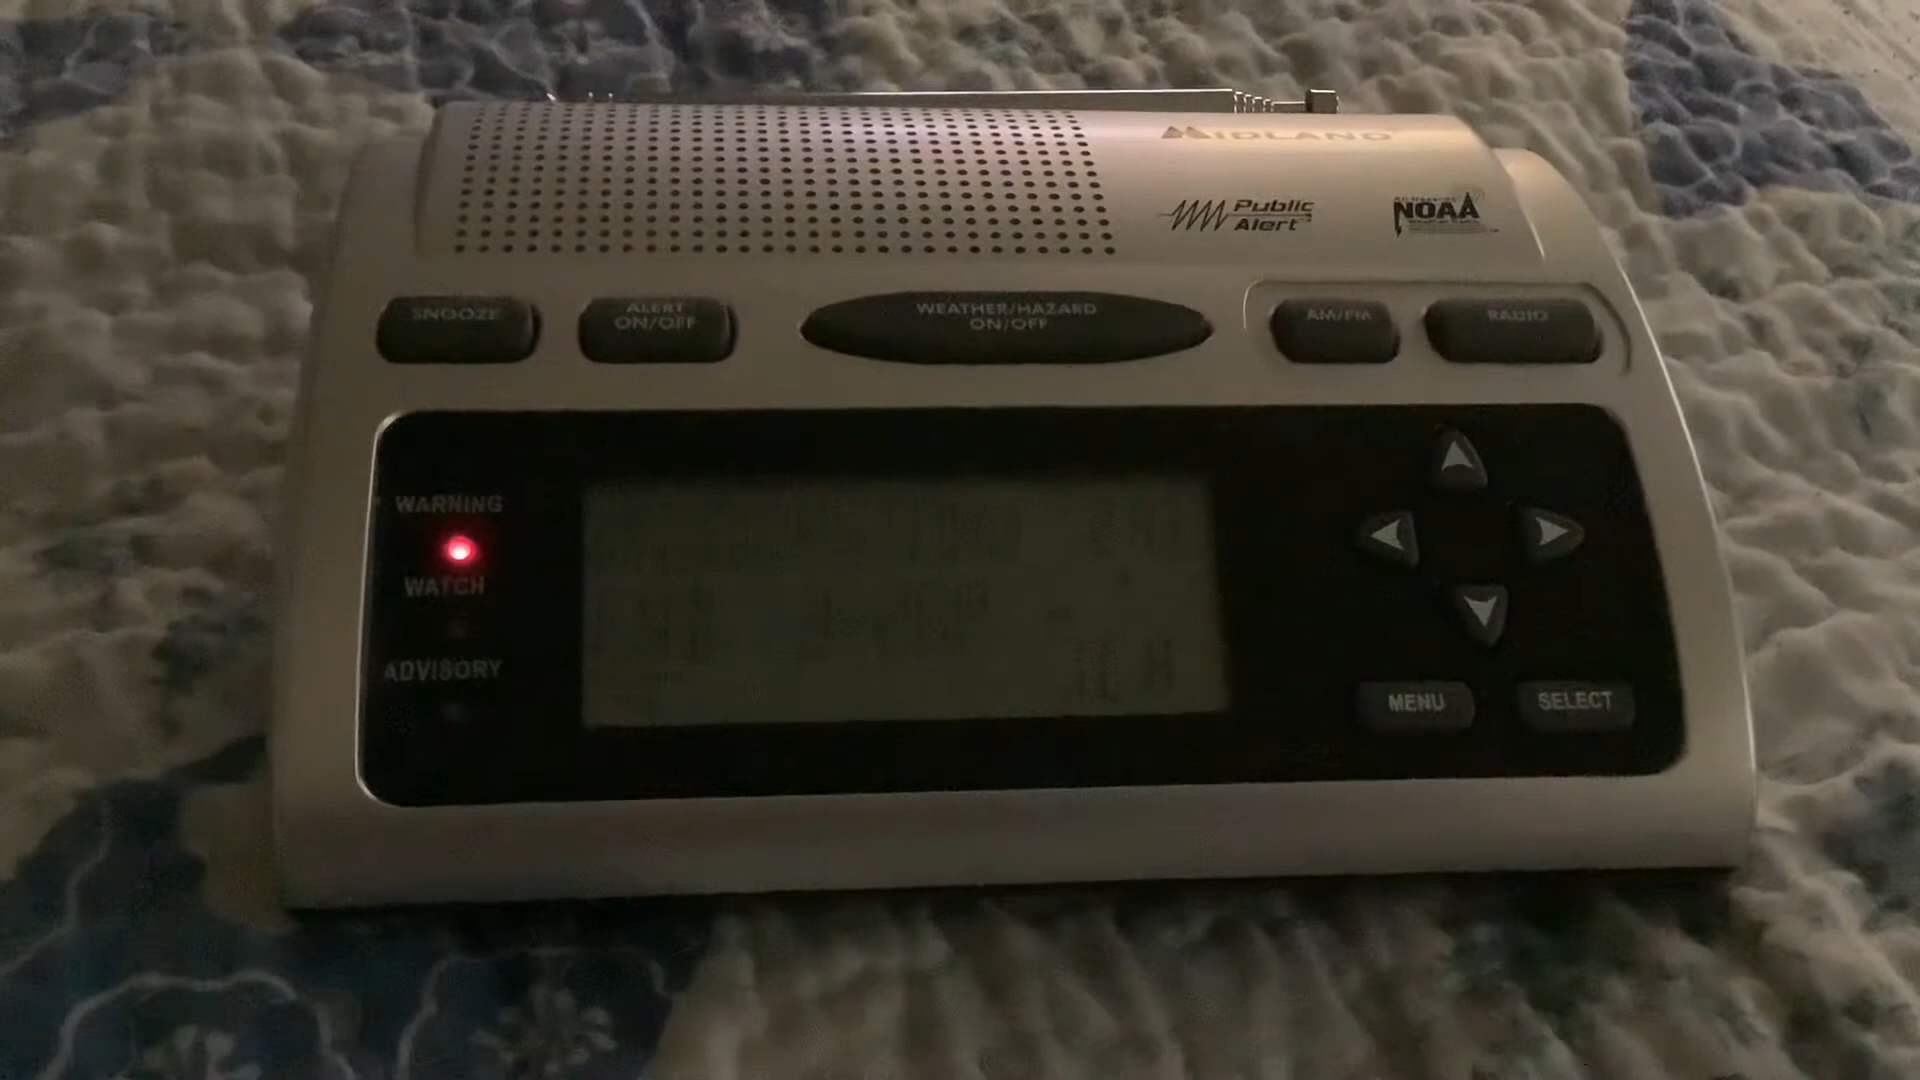 MIDLAND
Public
Alert
NOAA
SNOOZE
ALERT
ON/OFF
WEATHER/HAZARD
ON/OFF
AM/FM
RADIO
WARNING
WATCH
ADVISORY
MENU
SELECT